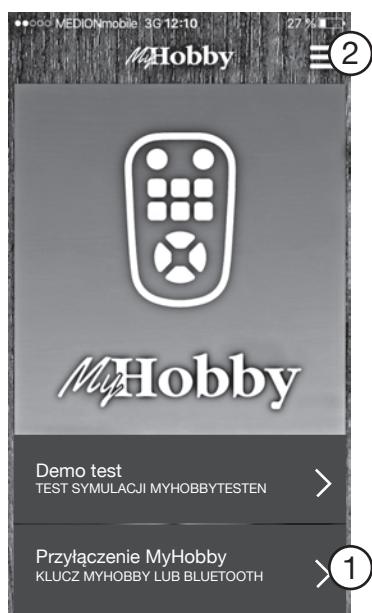 MEDIONmobile 3G 12:10 27 %
MyHobby
2
MyHobby
Demo test
TEST SYMULACJI MYHOBBYTESTEN
Przyłączenie MyHobby
KLUCZ MYHOBBY LUB BLUETOOTH
1